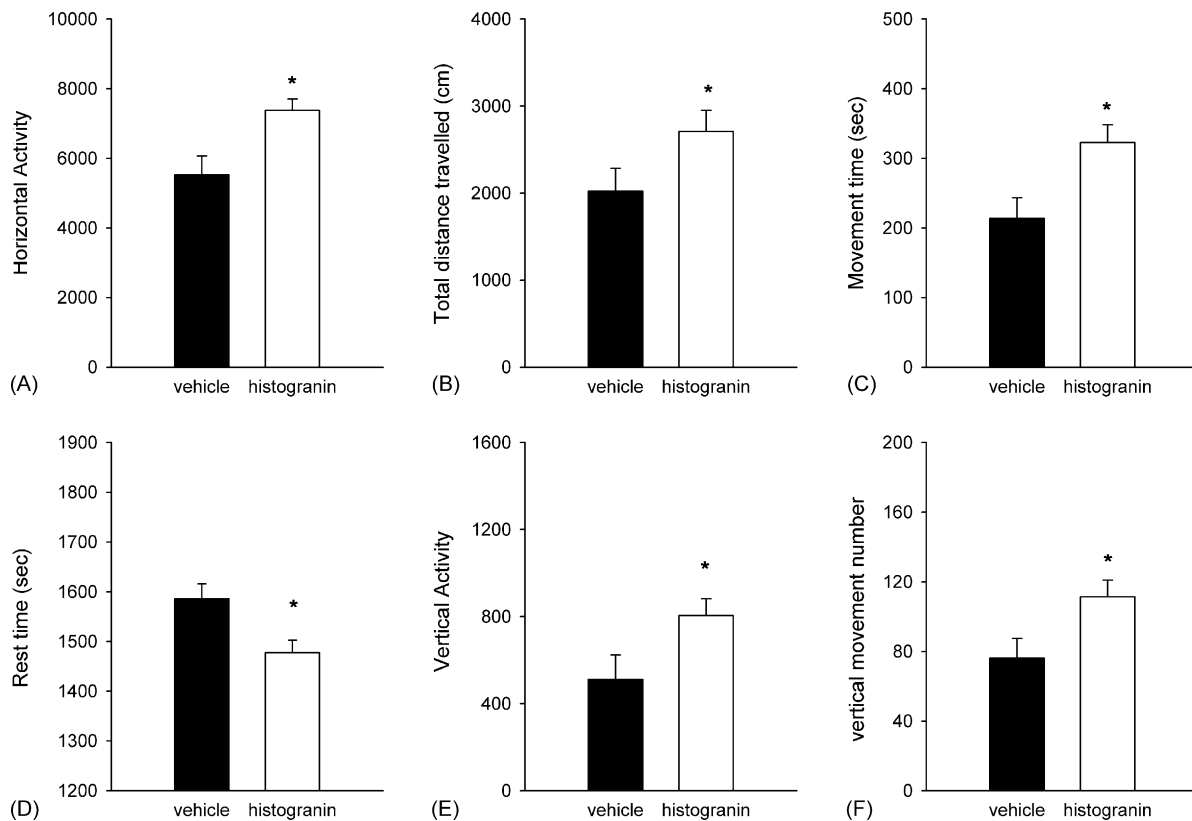 10000
8000
6000
4000
2000
0
Horizontal Activity
*
vehicle histogranin
(A)
4000
3000
2000
1000
0
Total distance travelled (cm)
*
vehicle histogranin
(B)
500
400
300
200
100
0
Movement time (sec)
*
vehicle histogranin
(C)
1900
1800
1700
1600
1500
1400
1300
1200
Rest time (sec)
*
vehicle histogranin
(D)
1600
1200
800
400
0
Vertical Activity
*
vehicle histogranin
(E)
200
160
120
80
40
0
vertical movement number
*
vehicle histogranin
(F)